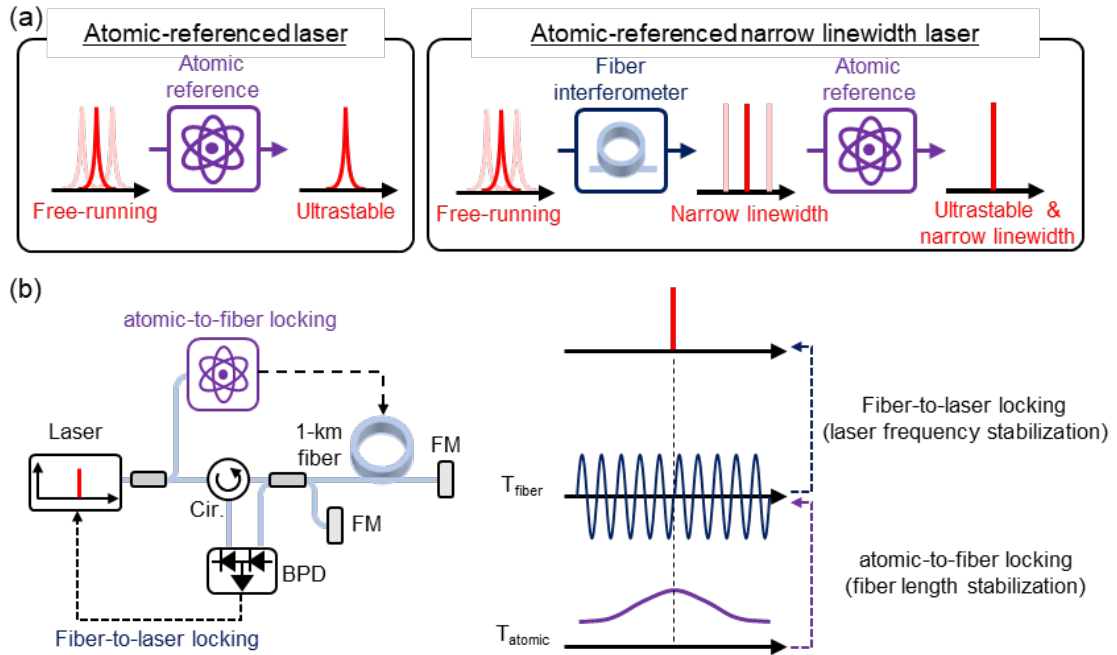 (a)
Atomic-referenced laser
Atomic
reference
Free-running
Ultrastable
Atomic-referenced narrow linewidth laser
Fiber
interferometer
Atomic
reference
Free-running
Narrow linewidth
Ultrastable &
narrow linewidth
(b)
atomic-to-fiber locking
Laser
1-km
fiber
FM
Cir.
FM
BPD
Fiber-to-laser locking
Fiber-to-laser locking
(laser frequency stabilization)
Tfiber
atomic-to-fiber locking
(fiber length stabilization)
Tatomic